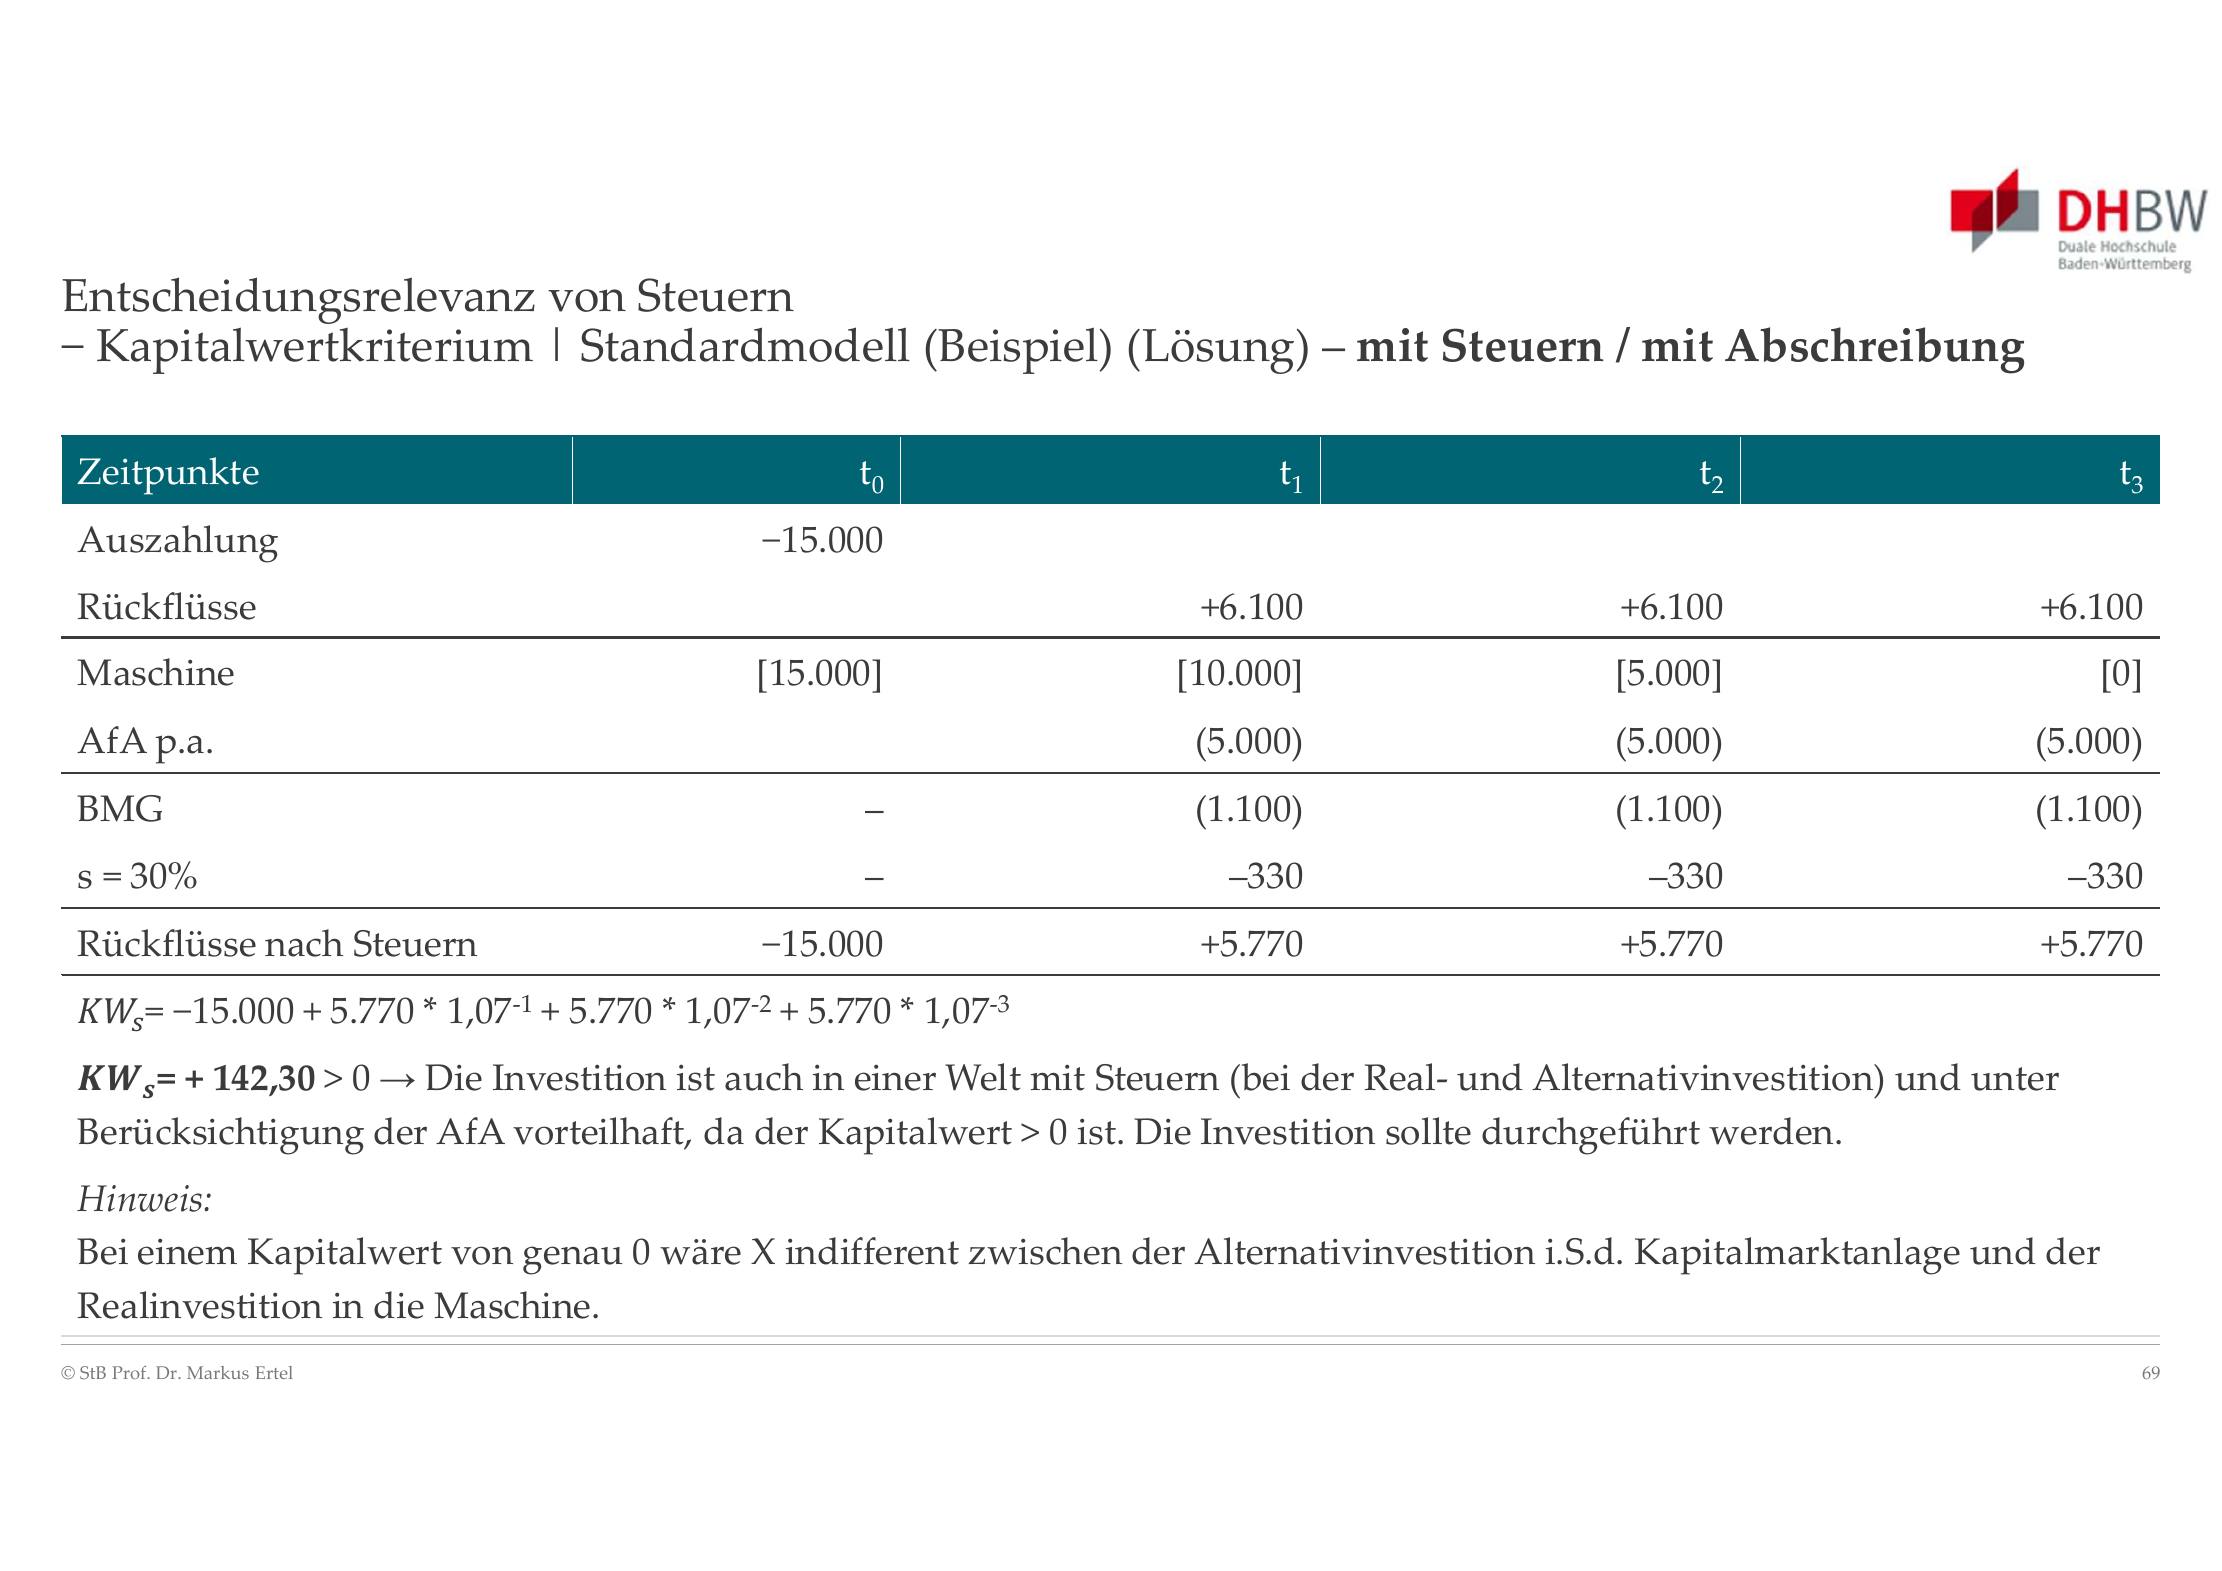 DHBW
Duale Hochschule
Baden-Württemberg
Entscheidungsrelevanz von Steuern
– Kapitalwertkriterium | Standardmodell (Beispiel) (Lösung) – mit Steuern / mit Abschreibung
Zeitpunkte t₀ t₁ t₂ t₃
Auszahlung −15.000
Rückflüsse +6.100 +6.100 +6.100
Maschine [15.000] [10.000] [5.000] [0]
AfA p.a. (5.000) (5.000) (5.000)
BMG – (1.100) (1.100) (1.100)
s = 30% – –330 –330 –330
Rückflüsse nach Steuern −15.000 +5.770 +5.770 +5.770
KWₛ= −15.000 + 5.770 * 1,07⁻¹ + 5.770 * 1,07⁻² + 5.770 * 1,07⁻³
KWₛ= + 142,30 > 0 → Die Investition ist auch in einer Welt mit Steuern (bei der Real- und Alternativinvestition) und unter
Berücksichtigung der AfA vorteilhaft, da der Kapitalwert > 0 ist. Die Investition sollte durchgeführt werden.
Hinweis:
Bei einem Kapitalwert von genau 0 wäre X indifferent zwischen der Alternativinvestition i.S.d. Kapitalmarktanlage und der
Realinvestition in die Maschine.
© StB Prof. Dr. Markus Ertel 69